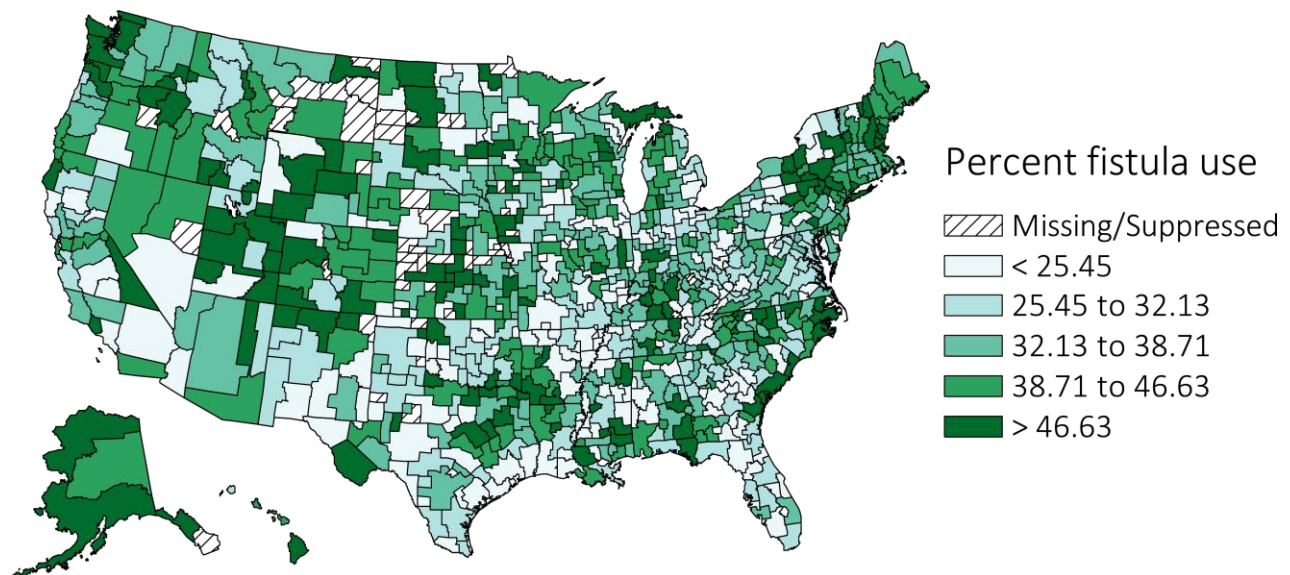 Percent fistula use
Missing/Suppressed
< 25.45
25.45 to 32.13
32.13 to 38.71
38.71 to 46.63
> 46.63